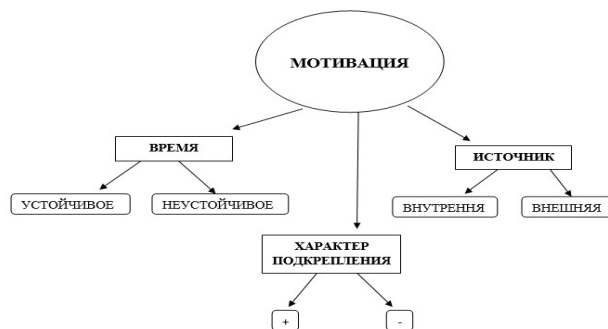 МОТИВАЦИЯ
ВРЕМЯ
ИСТОЧНИК
УСТОЙЧИВОЕ
НЕУСТОЙЧИВОЕ
ВНУТРЕННЯ
ВНЕШНЯЯ
ХАРАКТЕР
ПОДКРЕПЛЕНИЯ
+
-